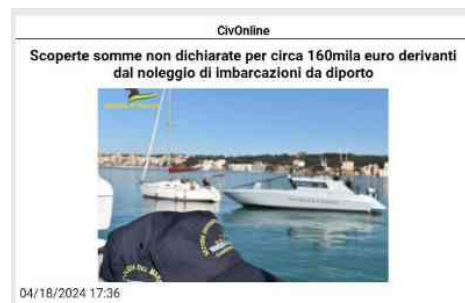 CivOnline
Scoperte somme non dichiarate per circa 160mila euro derivanti
dal noleggio di imbarcazioni da diporto
04/18/2024 17:36